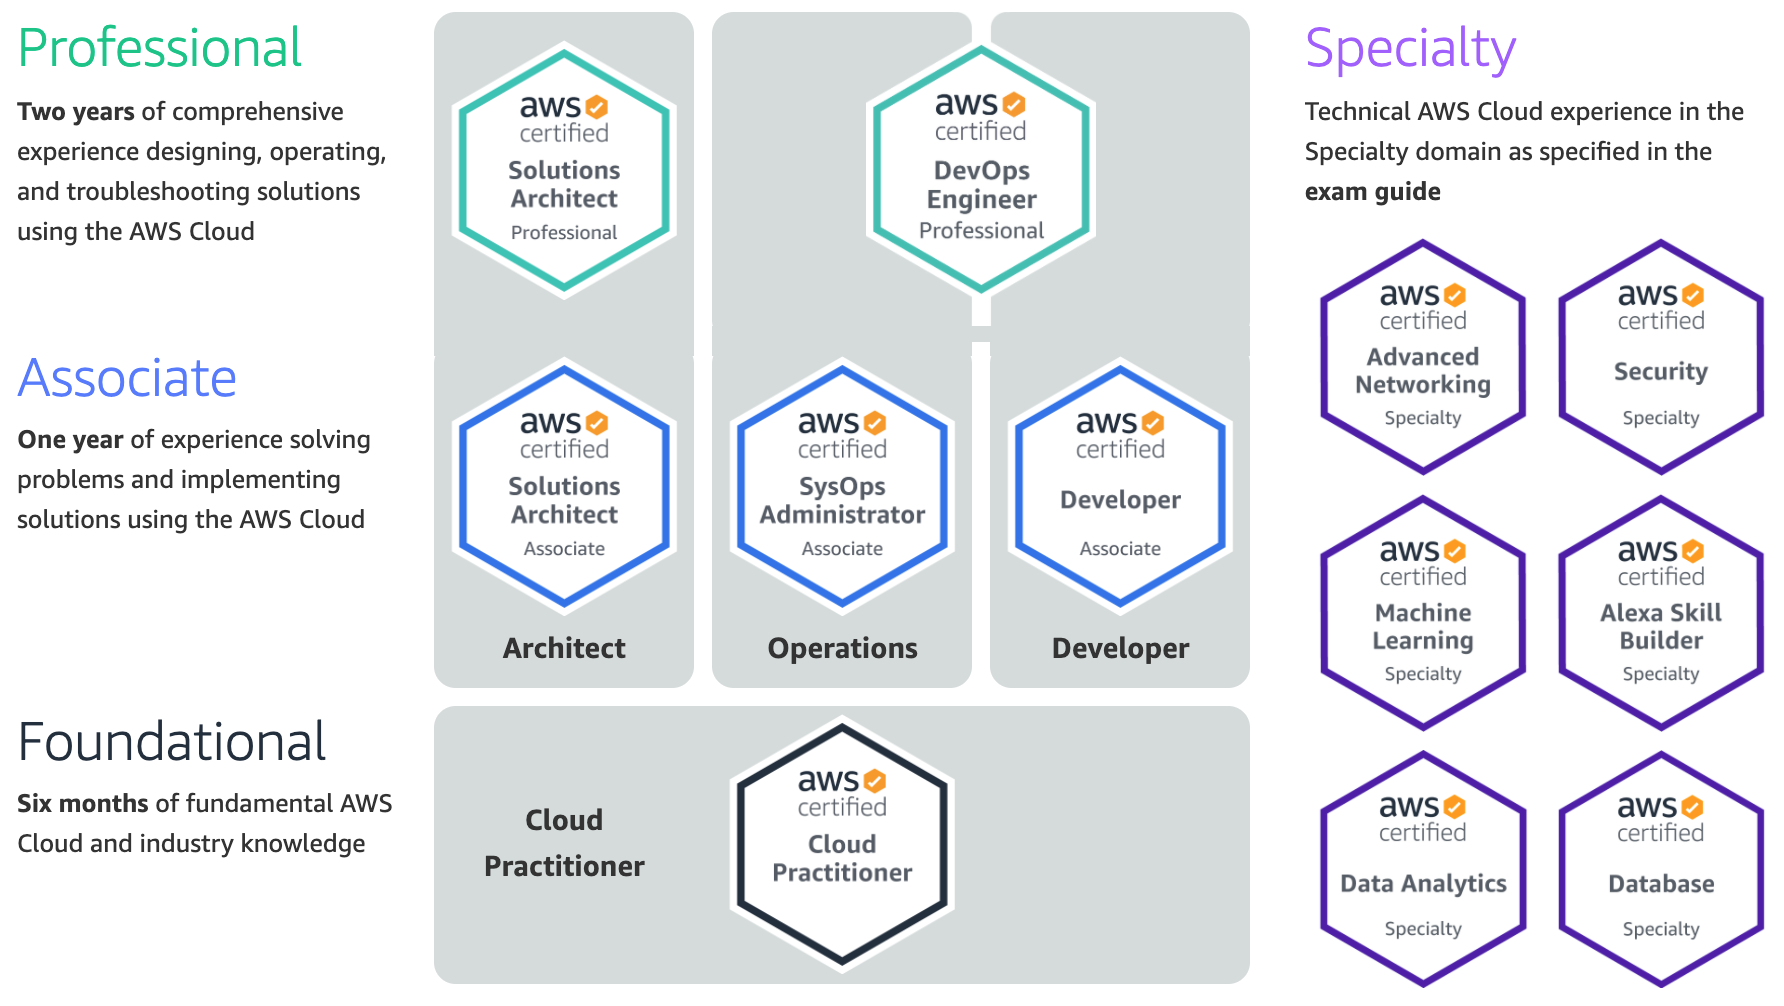 Professional
Two years of comprehensive
experience designing, operating,
and troubleshooting solutions
using the AWS Cloud
aws
certified
Solutions
Architect
Professional
aws
certified
DevOps
Engineer
Professional
Associate
One year of experience solving
problems and implementing
solutions using the AWS Cloud
aws
certified
Solutions
Architect
Associate
Architect
aws
certified
SysOps
Administrator
Associate
Operations
aws
certified
Developer
Associate
Developer
Foundational
Six months of fundamental AWS
Cloud and industry knowledge
Cloud
Practitioner
aws
certified
Cloud
Practitioner
Specialty
Technical AWS Cloud experience in the
Specialty domain as specified in the
exam guide
aws
certified
Advanced
Networking
Specialty
aws
certified
Security
Specialty
aws
certified
Machine
Learning
Specialty
aws
certified
Alexa Skill
Builder
Specialty
aws
certified
Data Analytics
Specialty
aws
certified
Database
Specialty